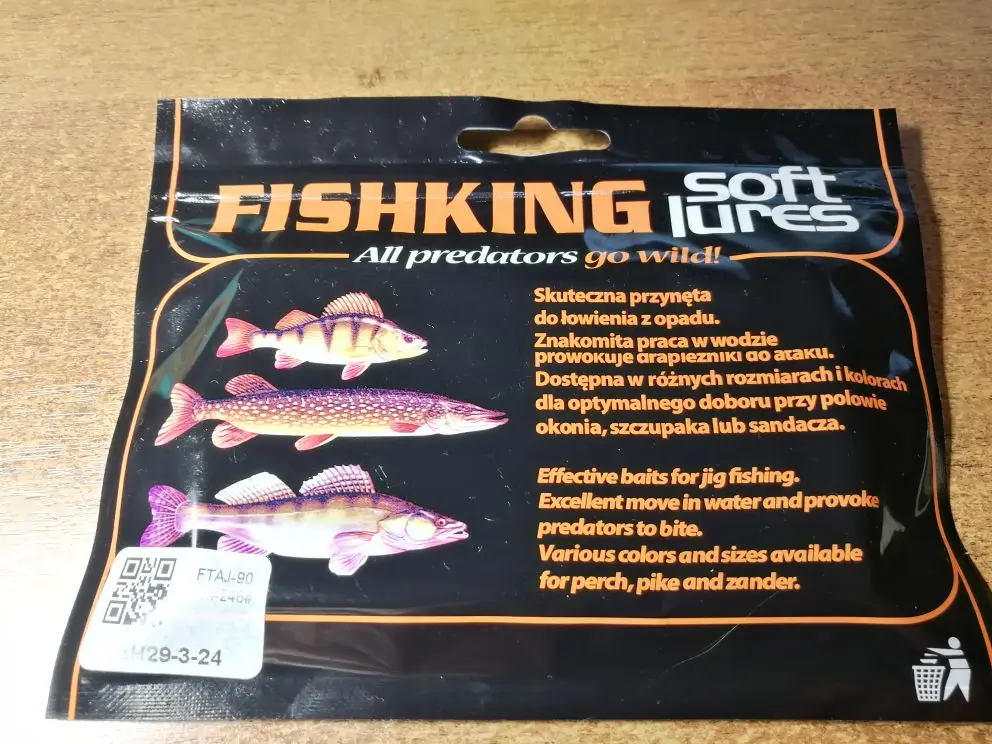 FISHKING soft lures
All predators go wild!
Skuteczna przynęta
do łowienia z opadu.
Znakomita praca w wodzie
prowokuje drapieżniki do ataku.
Dostępna w różnych rozmiarach i kolorach
dla optymalnego doboru przy połowie
okonia, szczupaka lub sandacza.
Effective baits for jig fishing.
Excellent move in water and provoke
predators to bite.
Various colors and sizes available
for perch, pike and zander.
FTAJ-90